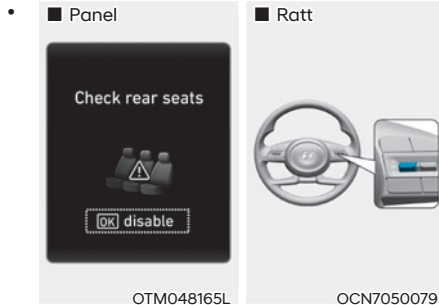 • ■ Panel
Check rear seats
OK disable
OTM048165L
■ Ratt
OCN7050079